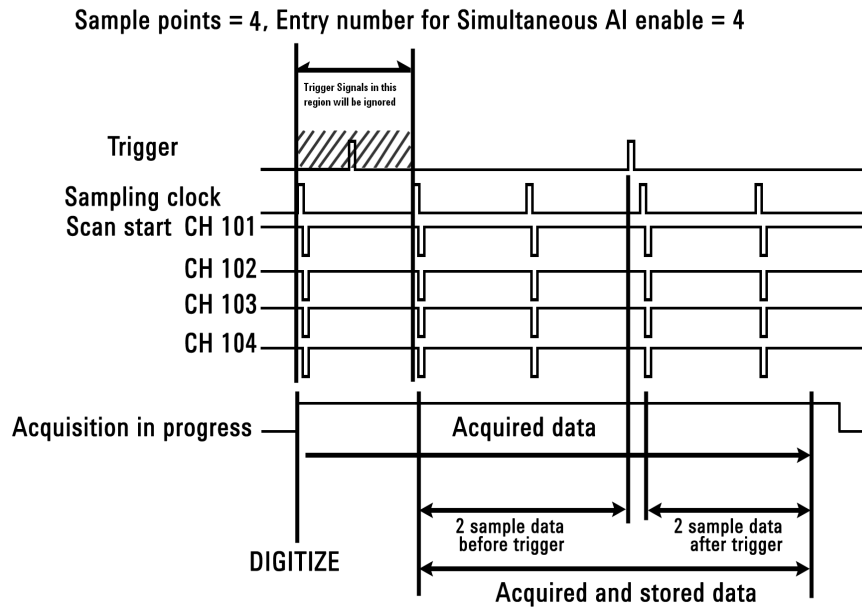 Sample points = 4, Entry number for Simultaneous AI enable = 4
Trigger Signals in this
region will be ignored
Trigger
Sampling clock
Scan start CH 101
CH 102
CH 103
CH 104
Acquisition in progress
Acquired data
2 sample data
before trigger
2 sample data
after trigger
DIGITIZE
Acquired and stored data